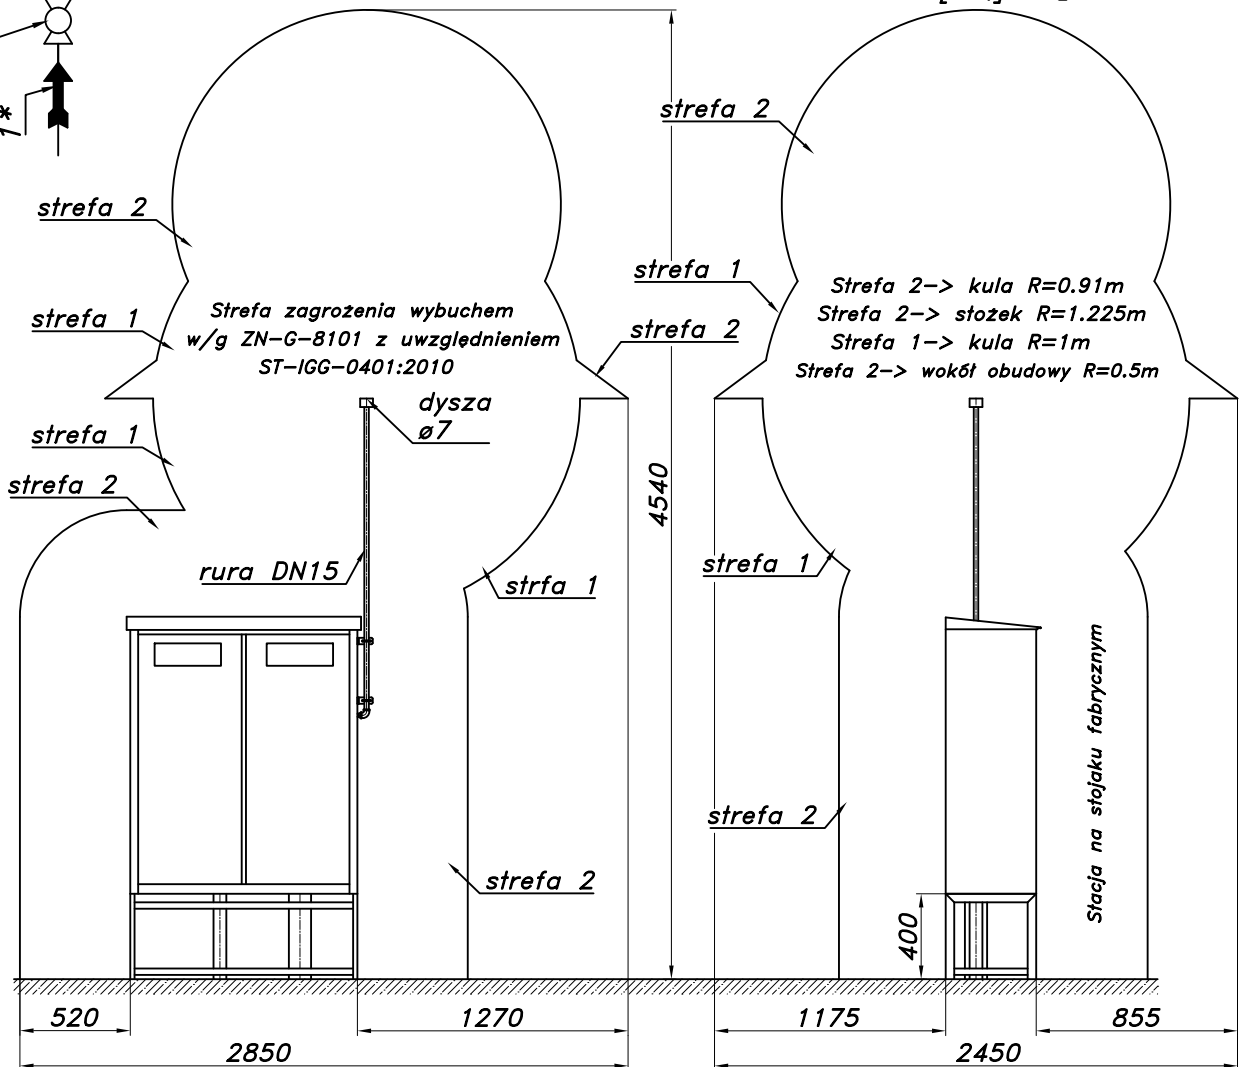 1*
strefa 2
strefa 2
strefa 1
strefa 1
Strefa zagrożenia wybuchem
w/g ZN-G-8101 z uwzględnieniem
ST-IGG-0401:2010
strefa 2
Strefa 2-> kula R=0.91m
Strefa 2-> stożek R=1.225m
Strefa 1-> kula R=1m
Strefa 2-> wokół obudowy R=0.5m
dysza
ø7
strefa 1
strefa 2
4540
rura DN15
strfa 1
strefa 1
Stacja na stojaku fabrycznym
strefa 2
strefa 2
400
520
1270
2850
1175
855
2450